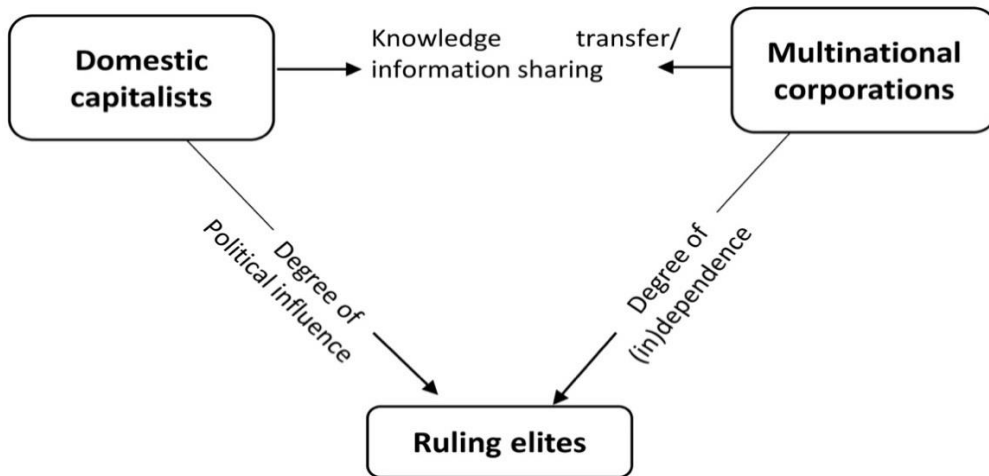 Domestic
capitalists
Knowledge transfer/
information sharing
Multinational
corporations
Degree of
Political influence
Degree of
(in)dependence
Ruling elites